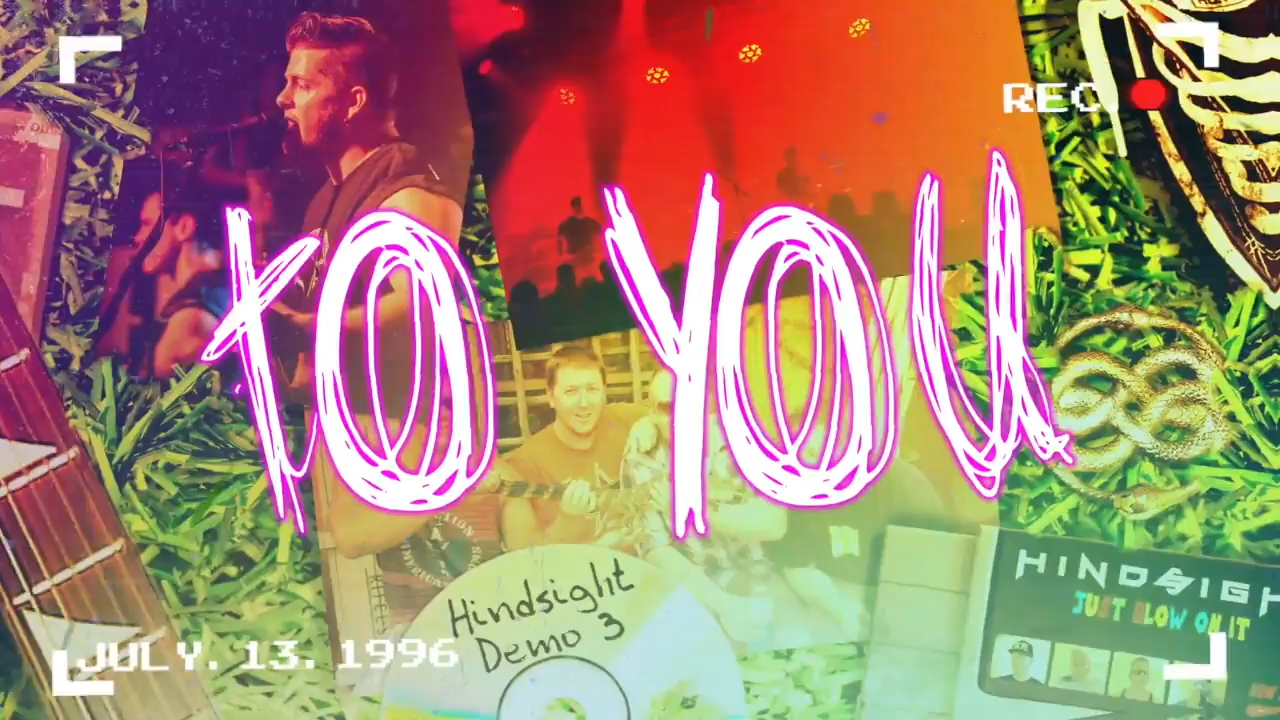 REC.
to YOU
Hindsight
Demo 3
HINDSIGH
JUST BLOW ON IT
JULY. 13. 1996